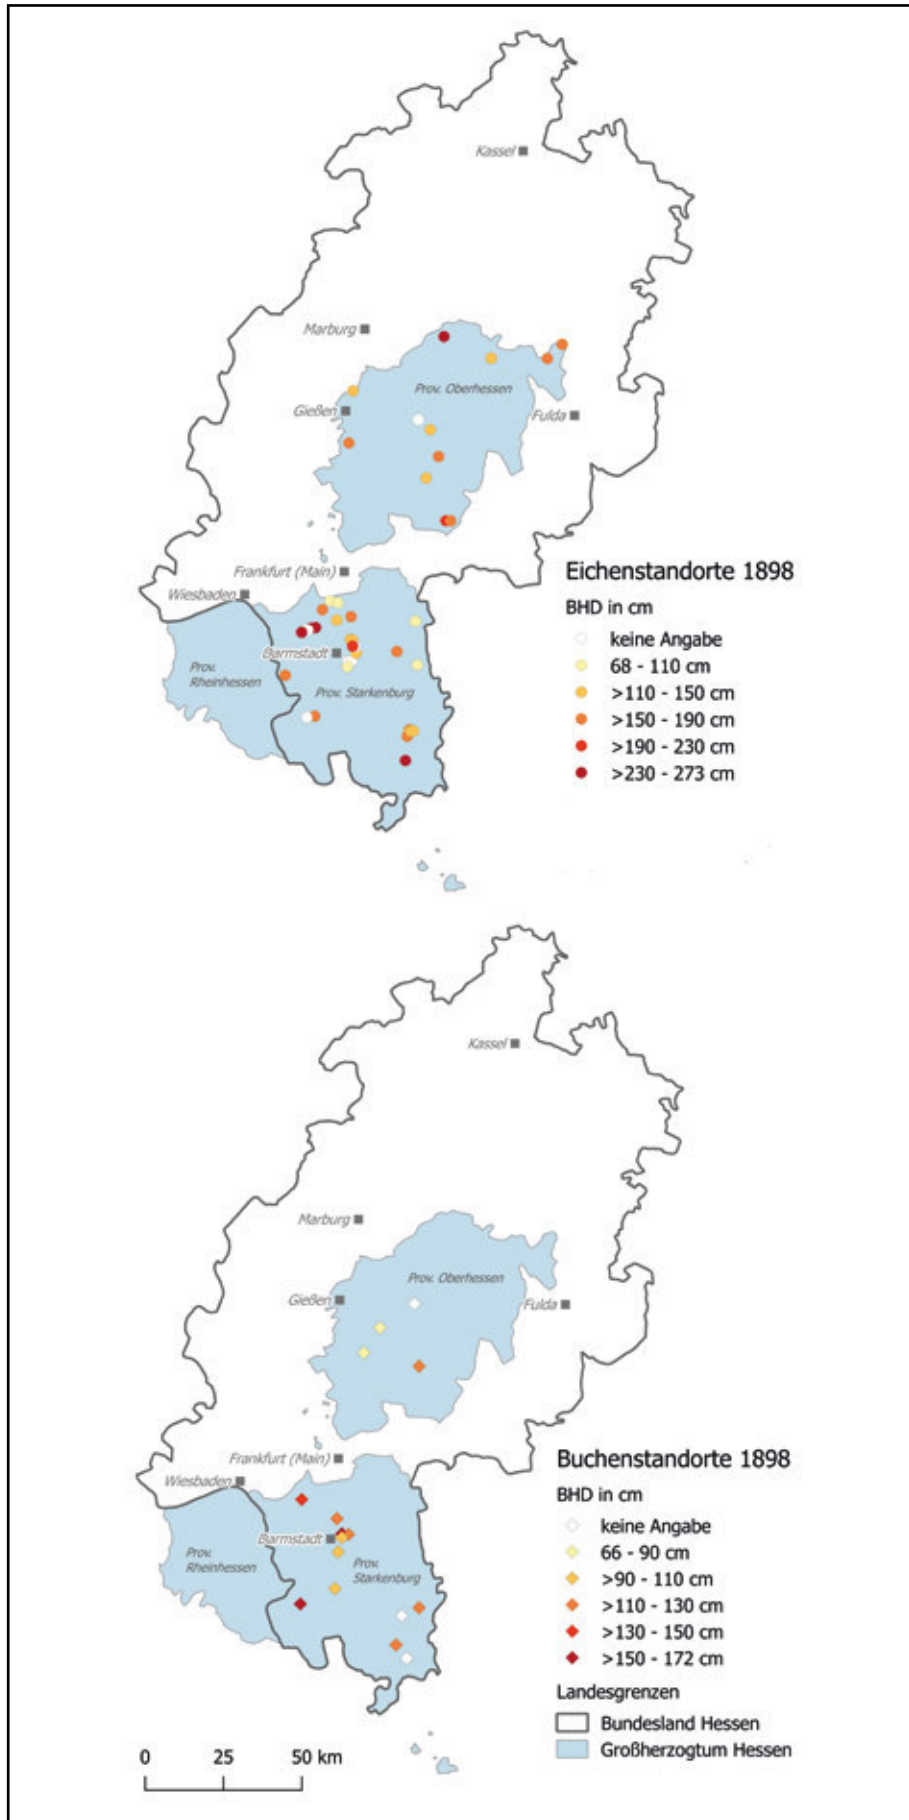 Kassel
Marburg
Prov. Oberhessen
Gießen
Fulda
Frankfurt (Main)
Wiesbaden
Darmstadt
Prov.
Rheinhessen
Prov. Starkenburg
Eichenstandorte 1898
BHD in cm
keine Angabe
68 - 110 cm
>110 - 150 cm
>150 - 190 cm
>190 - 230 cm
>230 - 273 cm
Kassel
Marburg
Prov. Oberhessen
Gießen
Fulda
Frankfurt (Main)
Wiesbaden
Darmstadt
Prov.
Rheinhessen
Prov.
Starkenburg
Buchenstandorte 1898
BHD in cm
keine Angabe
66 - 90 cm
>90 - 110 cm
>110 - 130 cm
>130 - 150 cm
>150 - 172 cm
Landesgrenzen
Bundesland Hessen
Großherzogtum Hessen
0 25 50 km